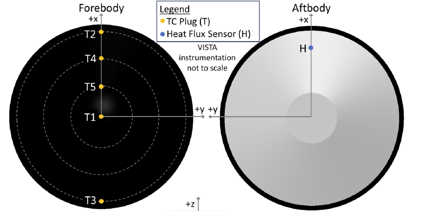 Forebody
Legend
TC Plug (T)
Heat Flux Sensor (H)
Aftbody
+x
+x
VISTA
instrumentation
not to scale
T2
T4
T5
T1
T3
H
+y
+y
+z